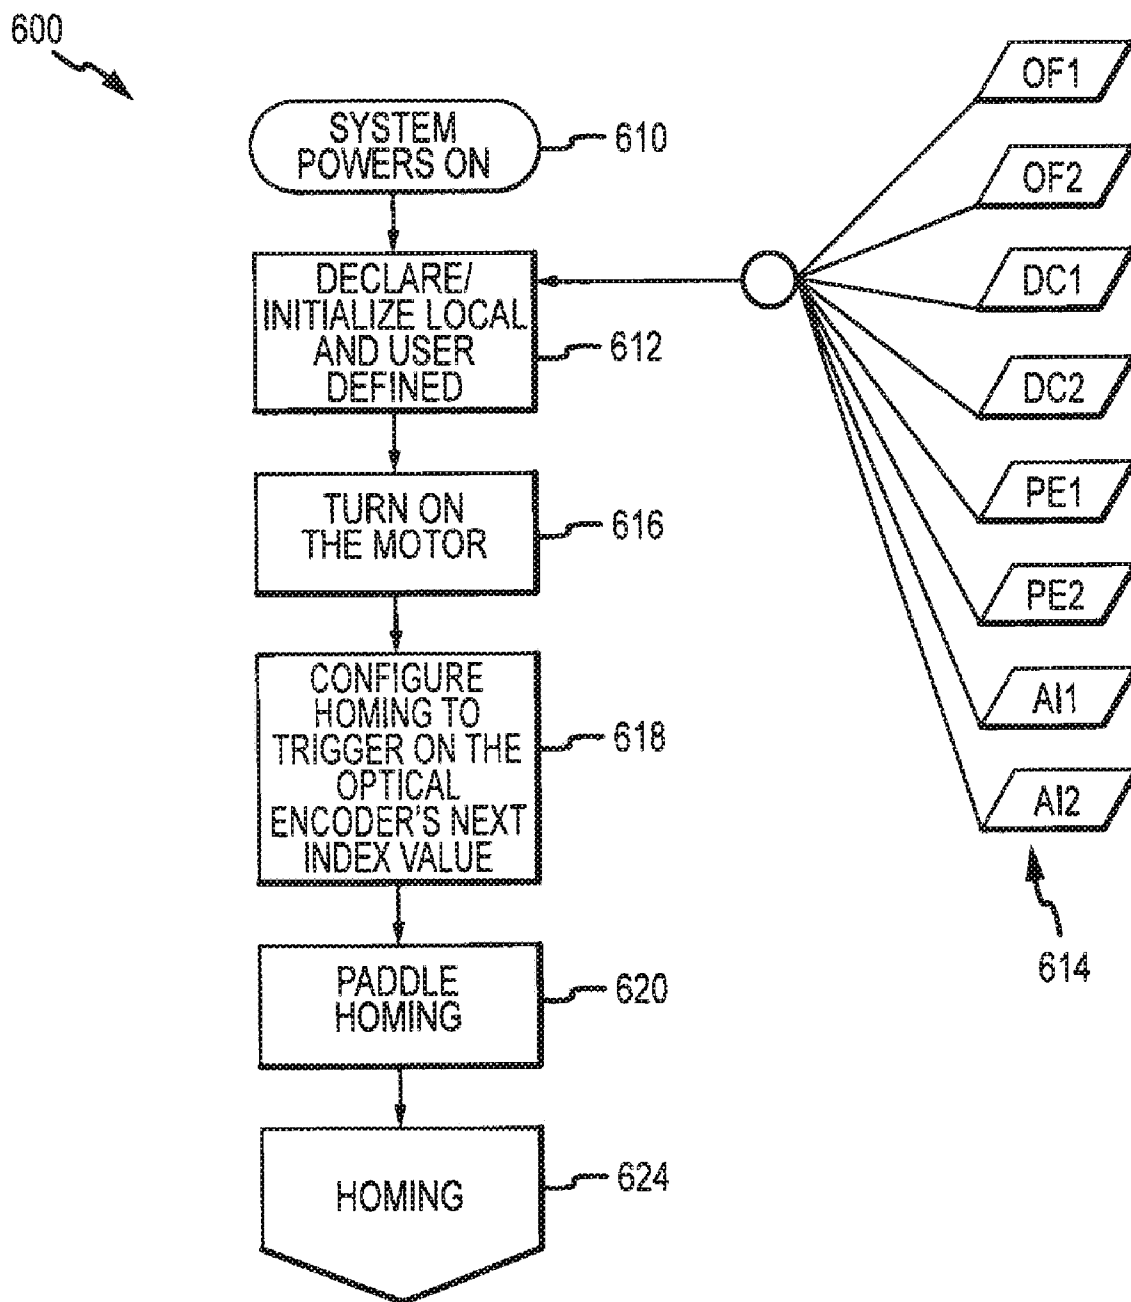 600
SYSTEM
POWERS ON
610
DECLARE/
INITIALIZE LOCAL
AND USER
DEFINED
612
TURN ON
THE MOTOR
616
CONFIGURE
HOMING TO
TRIGGER ON THE
OPTICAL
ENCODER'S NEXT
INDEX VALUE
618
PADDLE
HOMING
620
HOMING
624
OF1
OF2
DC1
DC2
PE1
PE2
AI1
AI2
614